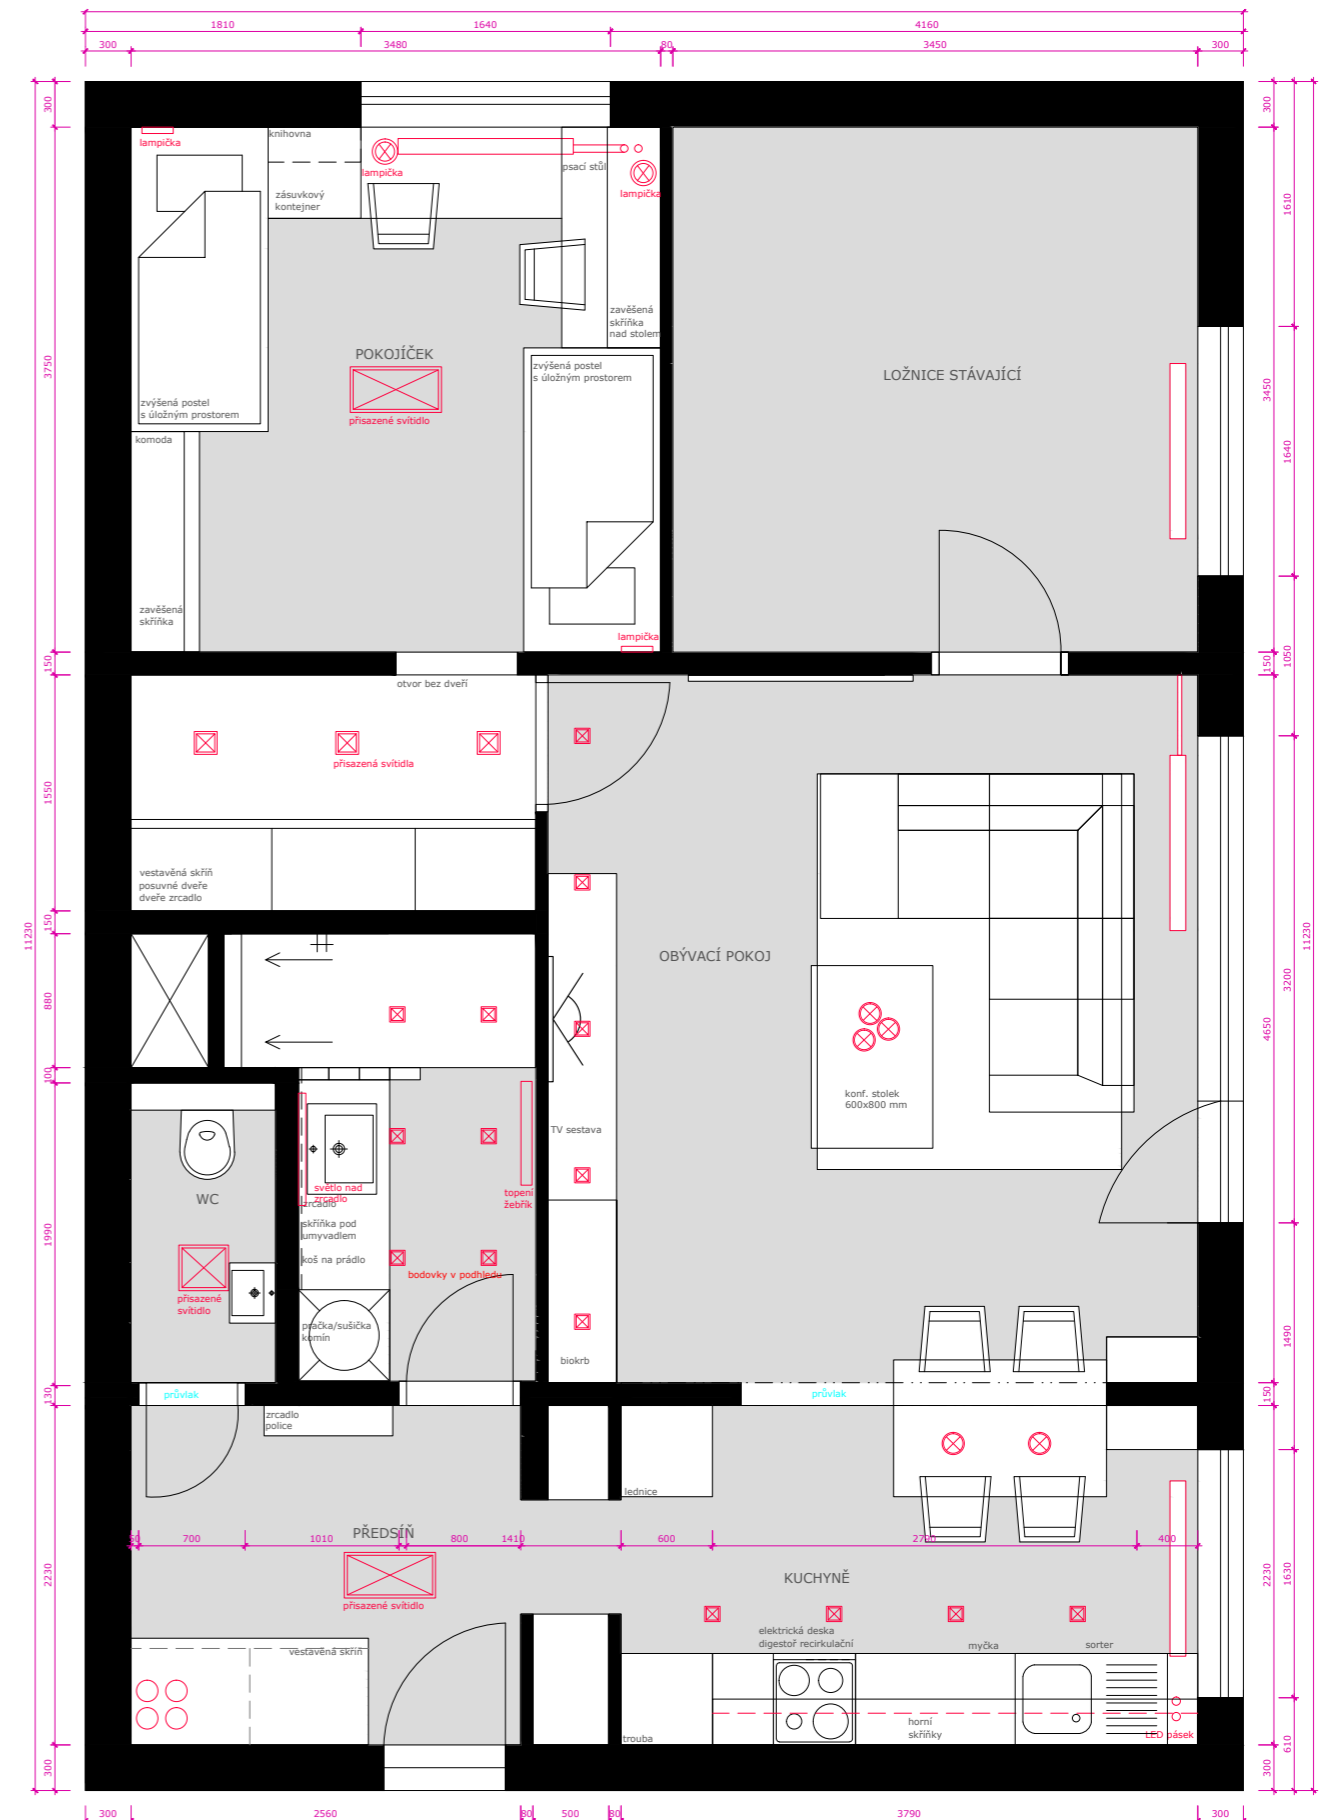 1810 1640 4160
300 3480 80 3450 300
300
3750
150
1550
150
880
100
1990
130
2230
300
11230
300
3450
150
4650
150
2230
300
1610
1640
1050
3200
1490
1630
610
11230
lampička
knihovna
zásuvkový
kontejner
lampička
psací stůl
lampička
zavěšená
skříňka
nad stolem
POKOJÍČEK
přisazené svítidlo
zvýšená postel
s úložným prostorem
zvýšená postel
s úložným prostorem
komoda
zavěšená
skříňka
lampička
LOŽNICE STÁVAJÍCÍ
otvor bez dveří
přisazená svítidla
vestavěná skříň
posuvné dveře
dveře zrcadlo
OBÝVACÍ POKOJ
konf. stolek
600x800 mm
TV sestava
biokrb
WC
přisazené
svítidlo
světlo nad
zrcadlo
zrcadlo
skříňka pod
umyvadlem
koš na prádlo
topení
žebřík
bodovky v podhledu
pračka/sušička
komín
průvlak
průvlak
zrcadlo
police
lednice
PŘEDSÍŇ
700 1010 800 1410 600 2790 400
přisazené svítidlo
KUCHYNĚ
vestavěná skříň
elektrická deska
digestoř recirkulační
myčka
sorter
horní
skříňky
trouba
LED pásek
300 2560 80 500 80 3790 300